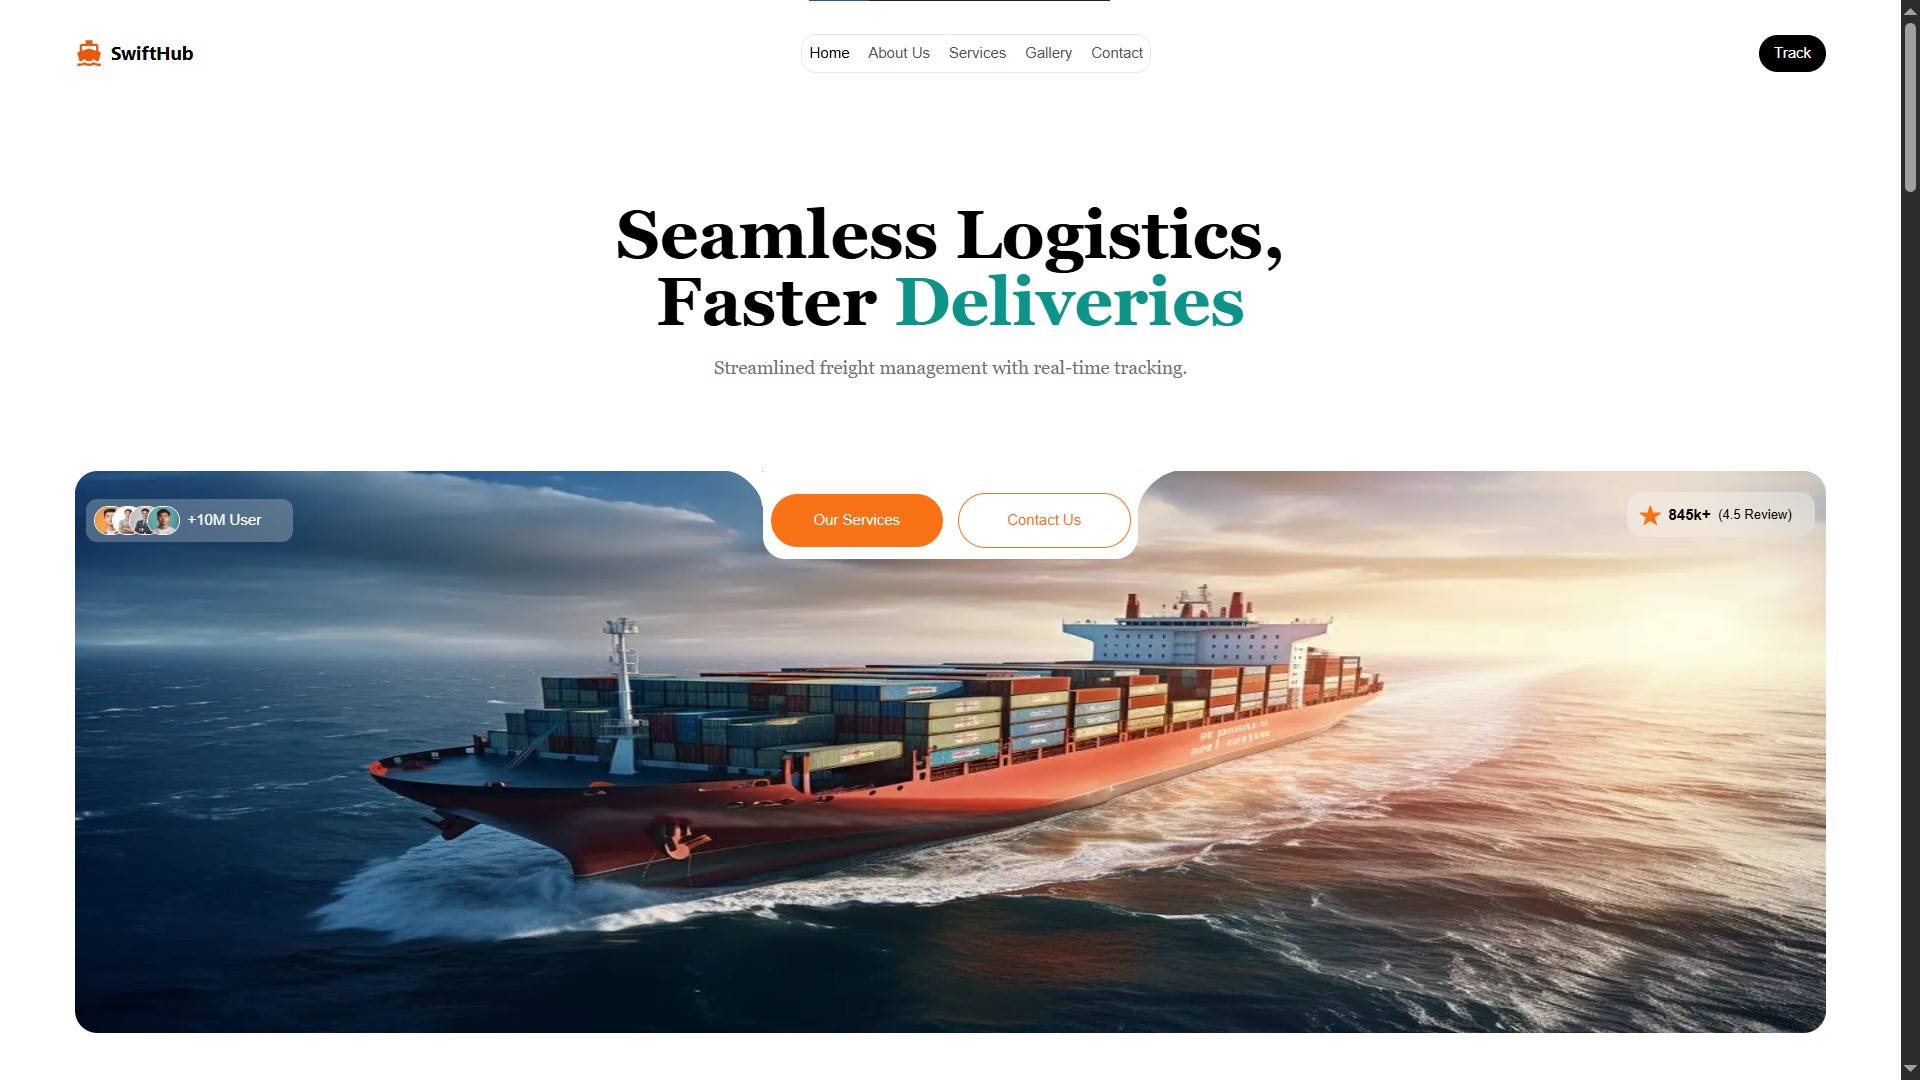 SwiftHub
Home About Us Services Gallery Contact
Track
Seamless Logistics,
Faster Deliveries
Streamlined freight management with real-time tracking.
+10M User
Our Services
Contact Us
845k+ (4.5 Review)